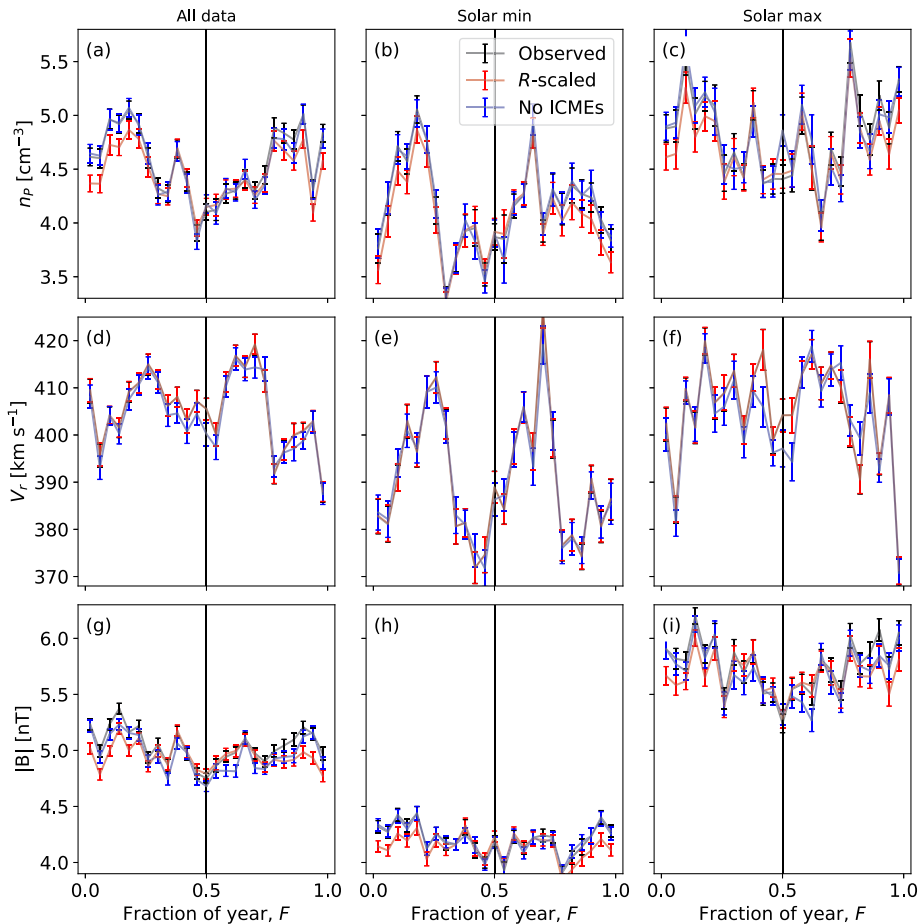 All data Solar min Solar max
(a) (b) (c)
Observed
R-scaled
No ICMEs
n_P [cm⁻³]
5.5
5.0
4.5
4.0
3.5
(d) (e) (f)
V_r [km s⁻¹]
420
410
400
390
380
370
(g) (h) (i)
|B| [nT]
6.0
5.5
5.0
4.5
4.0
0.0 0.5 1.0 0.0 0.5 1.0 0.0 0.5 1.0
Fraction of year, F Fraction of year, F Fraction of year, F